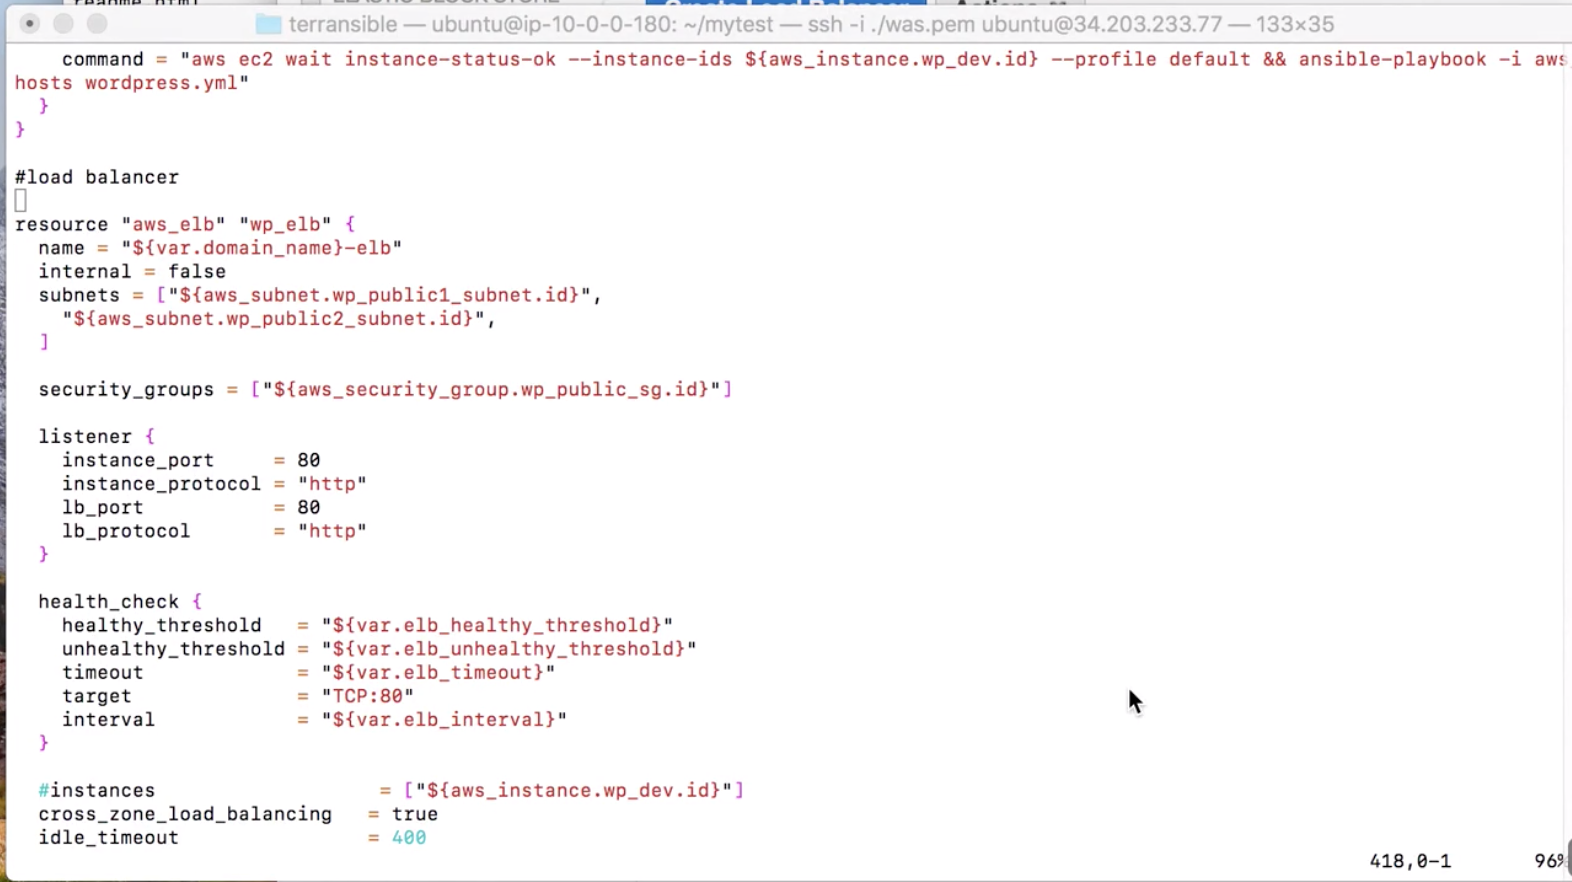 terransible — ubuntu@ip-10-0-0-180: ~/mytest — ssh -i ./was.pem ubuntu@34.203.233.77 — 133×35
command = "aws ec2 wait instance-status-ok --instance-ids ${aws_instance.wp_dev.id} --profile default && ansible-playbook -i aws_
hosts wordpress.yml"
}
}
#load balancer
resource "aws_elb" "wp_elb" {
name = "${var.domain_name}-elb"
internal = false
subnets = ["${aws_subnet.wp_public1_subnet.id}",
"${aws_subnet.wp_public2_subnet.id}",
]
security_groups = ["${aws_security_group.wp_public_sg.id}"]
listener {
instance_port = 80
instance_protocol = "http"
lb_port = 80
lb_protocol = "http"
}
health_check {
healthy_threshold = "${var.elb_healthy_threshold}"
unhealthy_threshold = "${var.elb_unhealthy_threshold}"
timeout = "${var.elb_timeout}"
target = "TCP:80"
interval = "${var.elb_interval}"
}
#instances = ["${aws_instance.wp_dev.id}"]
cross_zone_load_balancing = true
idle_timeout = 400
418,0-1 96%